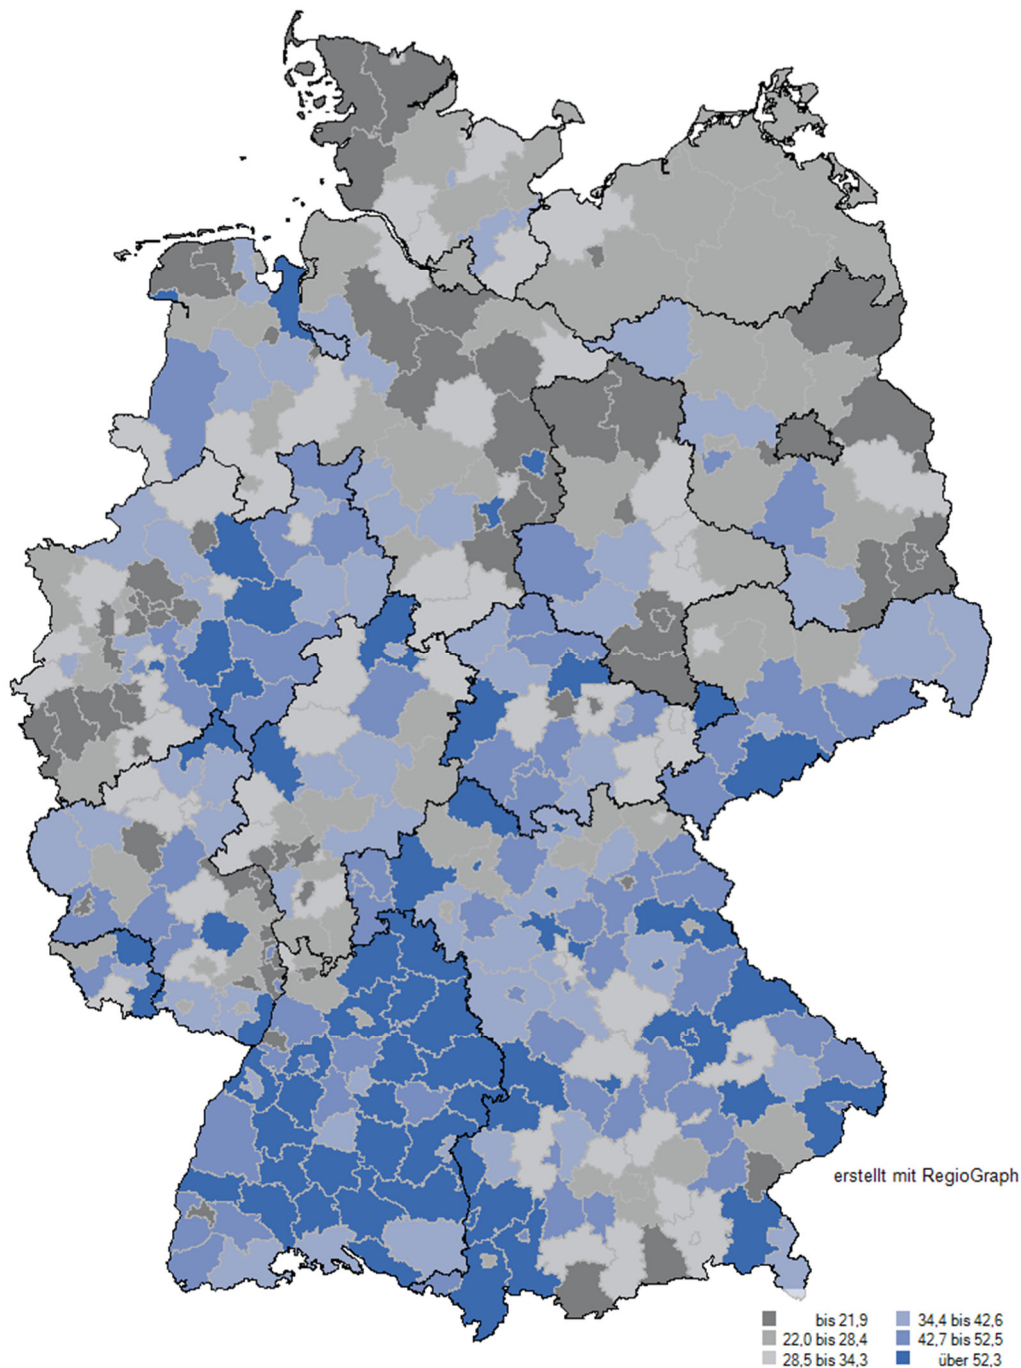 erstellt mit RegioGraph
bis 21,9
22,0 bis 28,4
28,5 bis 34,3
34,4 bis 42,6
42,7 bis 52,5
über 52,3